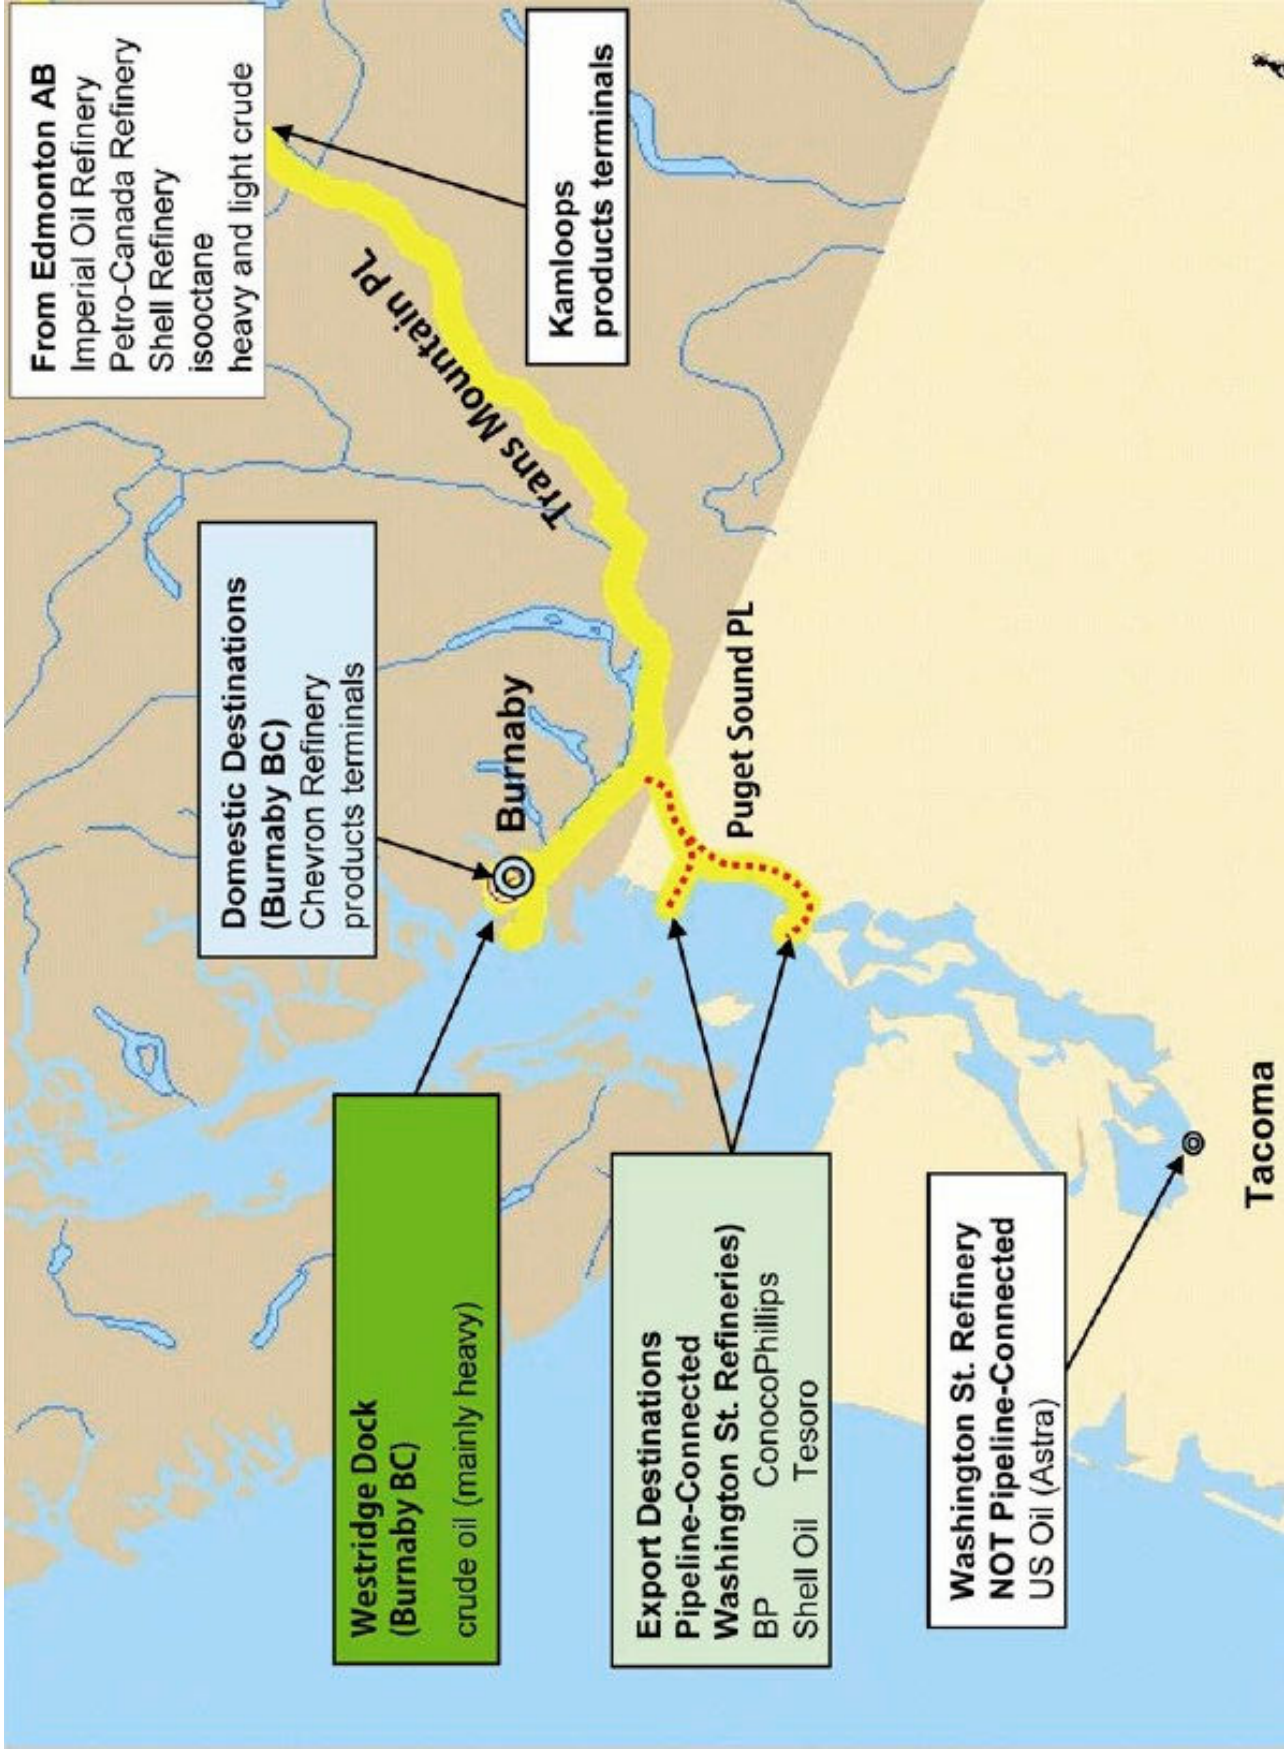 From Edmonton AB
Imperial Oil Refinery
Petro-Canada Refinery
Shell Refinery
isooctane
heavy and light crude
Domestic Destinations
(Burnaby BC)
Chevron Refinery
products terminals
Trans Mountain PL
Kamloops
products terminals
Burnaby
Westridge Dock
(Burnaby BC)
crude oil (mainly heavy)
Puget Sound PL
Export Destinations
Pipeline-Connected
Washington St. Refineries)
BP ConocoPhillips
Shell Oil Tesoro
Washington St. Refinery
NOT Pipeline-Connected
US Oil (Astra)
Tacoma